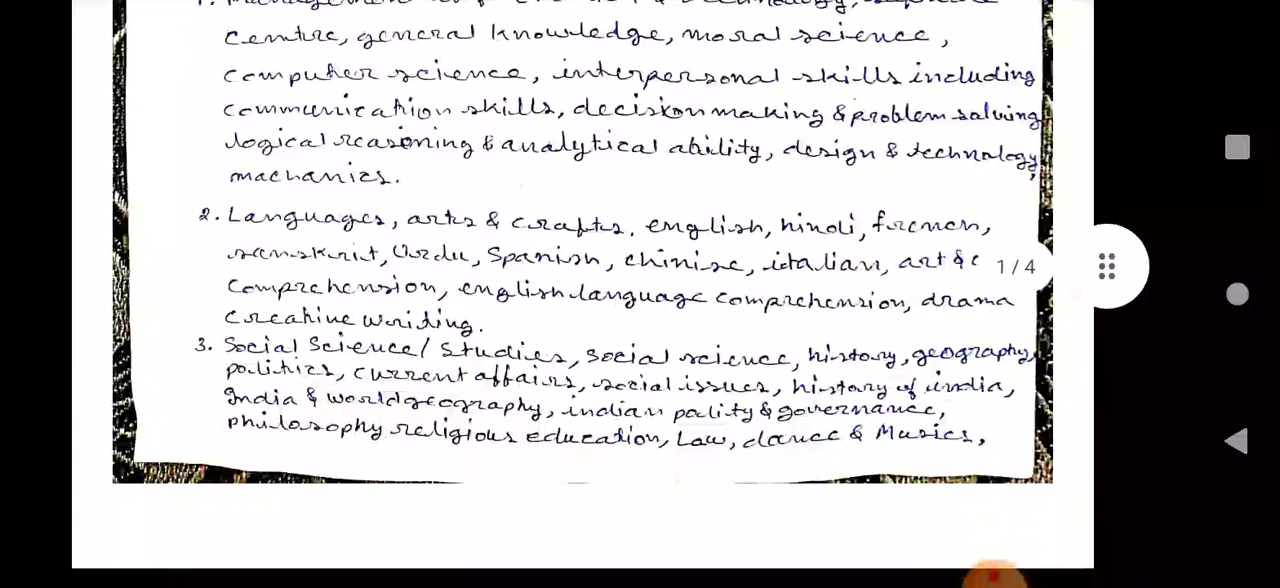 centre, general knowledge, moral science,
computer science, interpersonal skills including
communication skills, decision making & problem solving
logical reasoning & analytical ability, design & technology,
machanics.
2. Languages, arts & crafts, english, hindi, french,
sanskrit, Urdu, Spanish, chinise, italian, art & c
1/4
comprehension, english language comprehension, drama
creative writing.
3. Social Science/ Studies, social science, history, geography,
politics, current affairs, social issues, history of india,
India & world geography, indian polity & governance,
philosophy religious education, Law, dance & Musics,